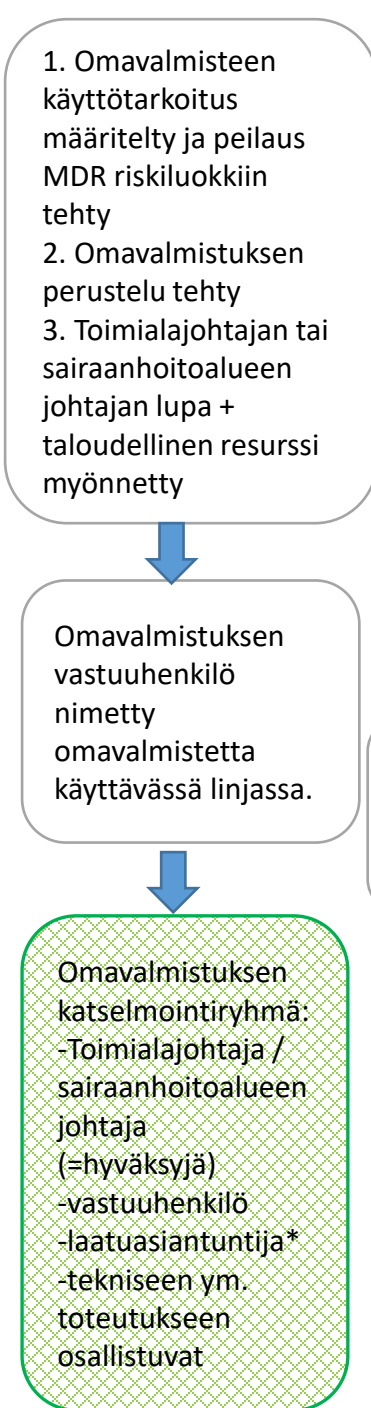 1. Omavalmisteen
käyttötarkoitus
määritelty ja peilaus
MDR riskiluokkiin
tehty
2. Omavalmistuksen
perustelu tehty
3. Toimialajohtajan tai
sairaanhoitoalueen
johtajan lupa +
taloudellinen resurssi
myönnetty
Omavalmistuksen
vastuuhenkilö
nimetty
omavalmistetta
käyttävässä linjassa.
Omavalmistuksen
katselmointiryhmä:
-Toimialajohtaja /
sairaanhoitoalueen
johtaja
(=hyväksyjä)
-vastuuhenkilö
-laatuasiantuntija*
-tekniseen ym.
toteutukseen
osallistuvat